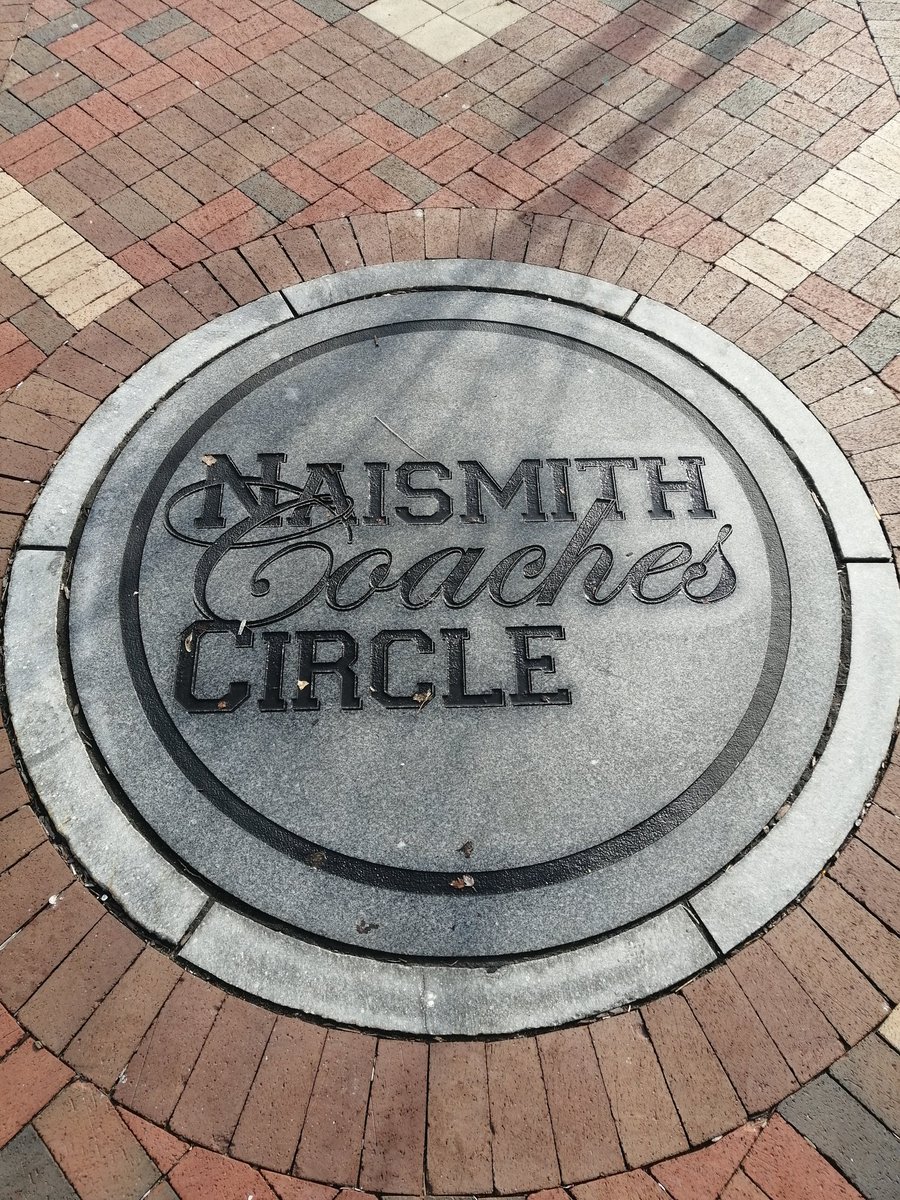 NAISMITH
Coaches
CIRCLE